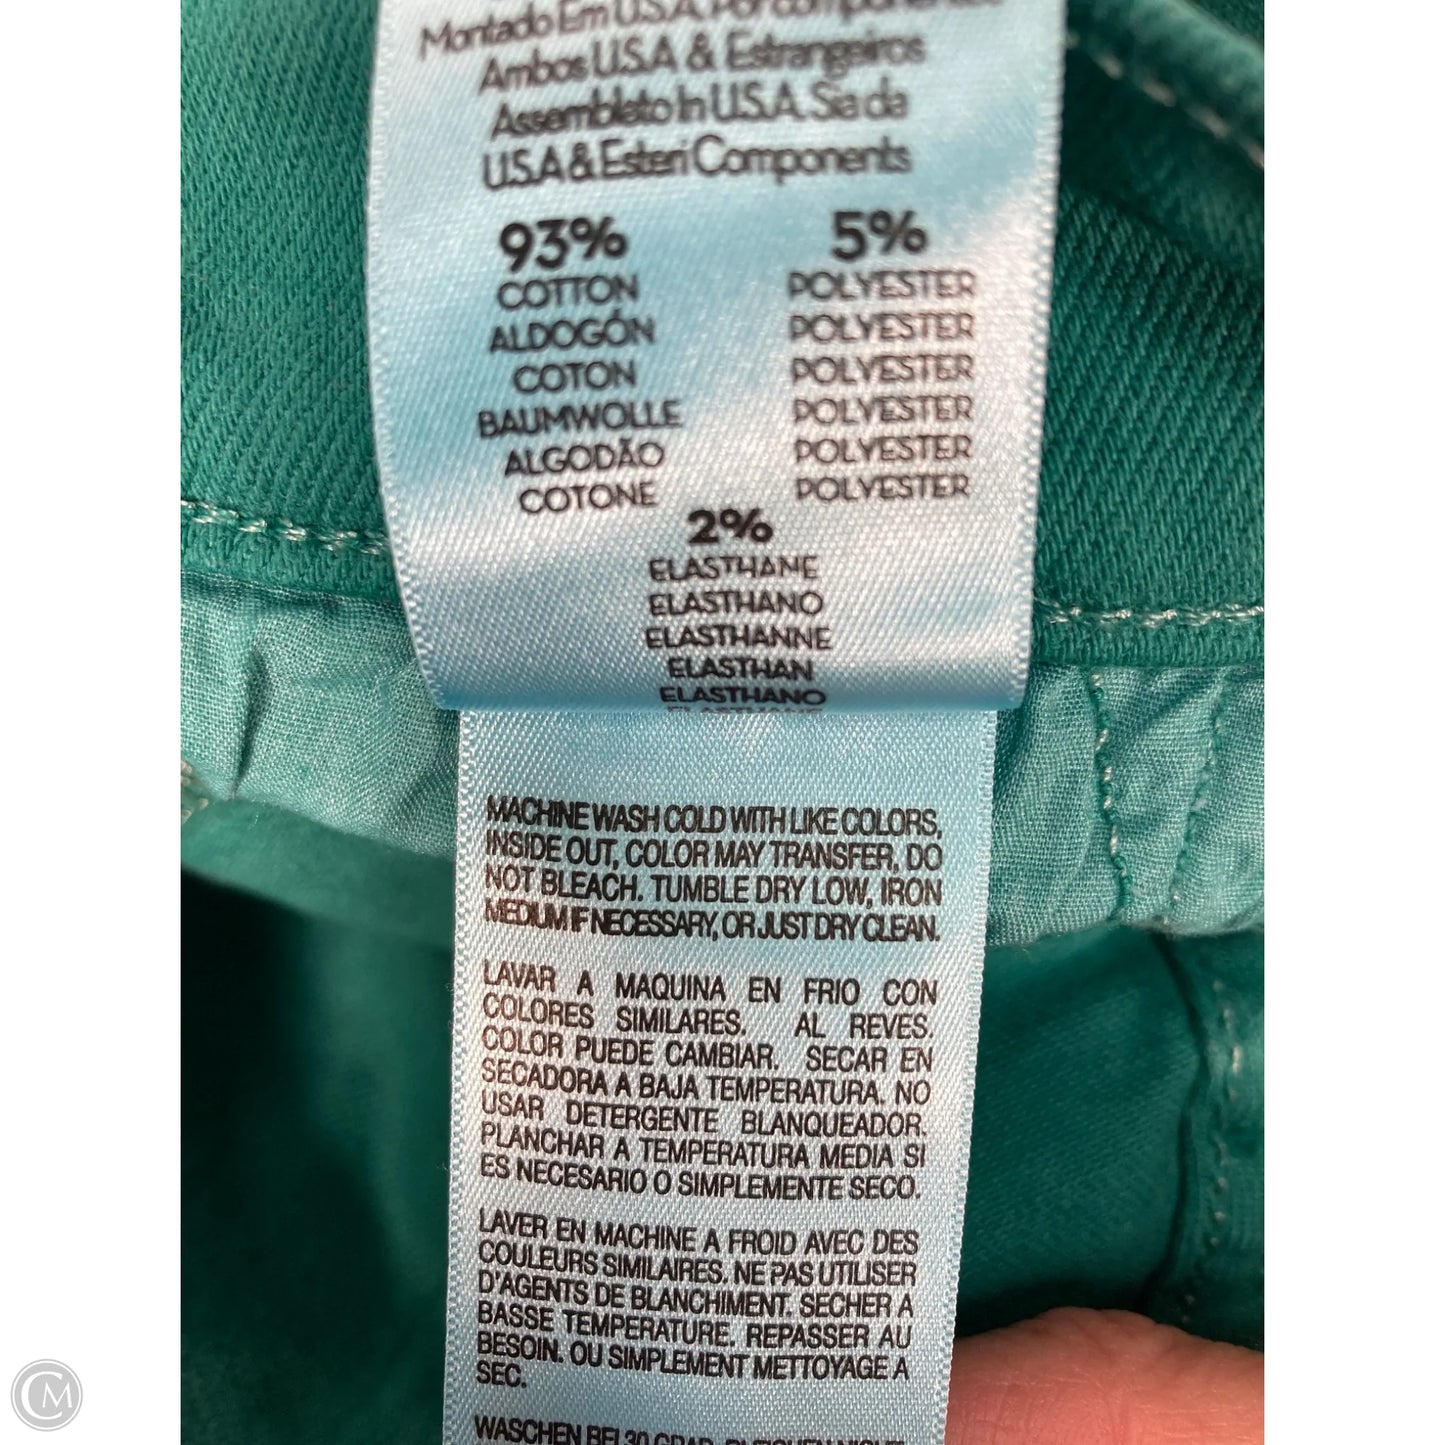 Montado Em U.S.A. Por componentes
Ambos U.S.A & Estrangeiros
Assemblato In U.S.A. Sia da
U.S.A & Esteri Components
93%
COTTON
ALDOGÓN
COTON
BAUMWOLLE
ALGODÃO
COTONE
5%
POLYESTER
POLYESTER
POLYESTER
POLYESTER
POLYESTER
POLYESTER
2%
ELASTHANE
ELASTHANO
ELASTHANNE
ELASTHAN
ELASTHANO
MACHINE WASH COLD WITH LIKE COLORS,
INSIDE OUT, COLOR MAY TRANSFER, DO
NOT BLEACH. TUMBLE DRY LOW, IRON
MEDIUM IF NECESSARY, OR JUST DRY CLEAN.
LAVAR A MAQUINA EN FRIO CON
COLORES SIMILARES. AL REVES.
COLOR PUEDE CAMBIAR. SECAR EN
SECADORA A BAJA TEMPERATURA. NO
USAR DETERGENTE BLANQUEADOR.
PLANCHAR A TEMPERATURA MEDIA SI
ES NECESARIO O SIMPLEMENTE SECO.
LAVER EN MACHINE A FROID AVEC DES
COULEURS SIMILAIRES. NE PAS UTILISER
D'AGENTS DE BLANCHIMENT. SECHER A
BASSE TEMPERATURE. REPASSER AU
BESOIN. OU SIMPLEMENT METTOYAGE A
SEC.
WASCHEN BEI 30 GRAD
CM